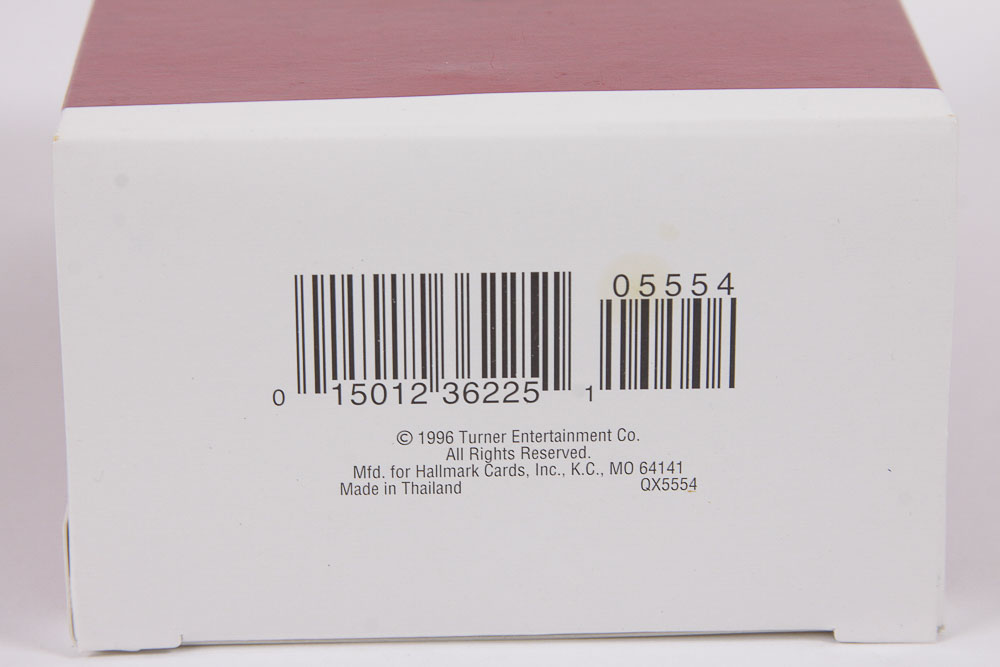 05554
0 15012 36225 1
© 1996 Turner Entertainment Co.
All Rights Reserved.
Mfd. for Hallmark Cards, Inc., K.C., MO 64141
Made in Thailand QX5554